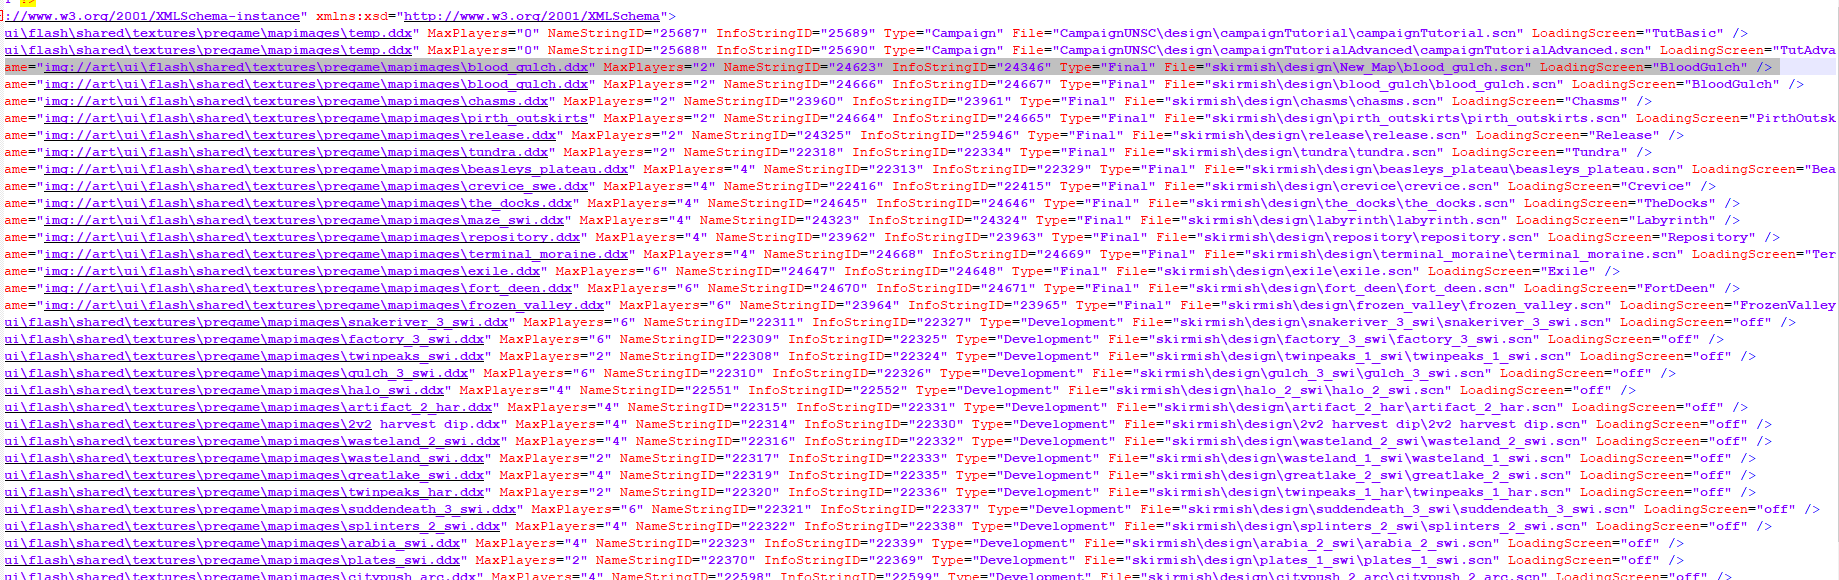 ?>
://www.w3.org/2001/XMLSchema-instance" xmlns:xsd="http://www.w3.org/2001/XMLSchema">
ui\flash\shared\textures\pregame\mapimages\temp.ddx" MaxPlayers="0" NameStringID="25687" InfoStringID="25689" Type="Campaign" File="CampaignUNSC\design\campaignTutorial\campaignTutorial.scn" LoadingScreen="TutBasic" />
ui\flash\shared\textures\pregame\mapimages\temp.ddx" MaxPlayers="0" NameStringID="25688" InfoStringID="25690" Type="Campaign" File="CampaignUNSC\design\campaignTutorialAdvanced\campaignTutorialAdvanced.scn" LoadingScreen="TutAdva
ame="img://art\ui\flash\shared\textures\pregame\mapimages\blood_gulch.ddx" MaxPlayers="2" NameStringID="24623" InfoStringID="24346" Type="Final" File="skirmish\design\New_Map\blood_gulch.scn" LoadingScreen="BloodGulch" />
ame="img://art\ui\flash\shared\textures\pregame\mapimages\blood_gulch.ddx" MaxPlayers="2" NameStringID="24666" InfoStringID="24667" Type="Final" File="skirmish\design\blood_gulch\blood_gulch.scn" LoadingScreen="BloodGulch" />
ame="img://art\ui\flash\shared\textures\pregame\mapimages\chasms.ddx" MaxPlayers="2" NameStringID="23960" InfoStringID="23961" Type="Final" File="skirmish\design\chasms\chasms.scn" LoadingScreen="Chasms" />
ame="img://art\ui\flash\shared\textures\pregame\mapimages\pirth_outskirts" MaxPlayers="2" NameStringID="24664" InfoStringID="24665" Type="Final" File="skirmish\design\pirth_outskirts\pirth_outskirts.scn" LoadingScreen="PirthOutsk
ame="img://art\ui\flash\shared\textures\pregame\mapimages\release.ddx" MaxPlayers="2" NameStringID="24325" InfoStringID="25946" Type="Final" File="skirmish\design\release\release.scn" LoadingScreen="Release" />
ame="img://art\ui\flash\shared\textures\pregame\mapimages\tundra.ddx" MaxPlayers="2" NameStringID="22318" InfoStringID="22334" Type="Final" File="skirmish\design\tundra\tundra.scn" LoadingScreen="Tundra" />
ame="img://art\ui\flash\shared\textures\pregame\mapimages\beasleys_plateau.ddx" MaxPlayers="4" NameStringID="22313" InfoStringID="22329" Type="Final" File="skirmish\design\beasleys_plateau\beasleys_plateau.scn" LoadingScreen="Bea
ame="img://art\ui\flash\shared\textures\pregame\mapimages\crevice_swe.ddx" MaxPlayers="4" NameStringID="22416" InfoStringID="22415" Type="Final" File="skirmish\design\crevice\crevice.scn" LoadingScreen="Crevice" />
ame="img://art\ui\flash\shared\textures\pregame\mapimages\the_docks.ddx" MaxPlayers="4" NameStringID="24645" InfoStringID="24646" Type="Final" File="skirmish\design\the_docks\the_docks.scn" LoadingScreen="TheDocks" />
ame="img://art\ui\flash\shared\textures\pregame\mapimages\maze_swi.ddx" MaxPlayers="4" NameStringID="24323" InfoStringID="24324" Type="Final" File="skirmish\design\labyrinth\labyrinth.scn" LoadingScreen="Labyrinth" />
ame="img://art\ui\flash\shared\textures\pregame\mapimages\repository.ddx" MaxPlayers="4" NameStringID="23962" InfoStringID="23963" Type="Final" File="skirmish\design\repository\repository.scn" LoadingScreen="Repository" />
ame="img://art\ui\flash\shared\textures\pregame\mapimages\terminal_moraine.ddx" MaxPlayers="4" NameStringID="24668" InfoStringID="24669" Type="Final" File="skirmish\design\terminal_moraine\terminal_moraine.scn" LoadingScreen="Ter
ame="img://art\ui\flash\shared\textures\pregame\mapimages\exile.ddx" MaxPlayers="6" NameStringID="24647" InfoStringID="24648" Type="Final" File="skirmish\design\exile\exile.scn" LoadingScreen="Exile" />
ame="img://art\ui\flash\shared\textures\pregame\mapimages\fort_deen.ddx" MaxPlayers="6" NameStringID="24670" InfoStringID="24671" Type="Final" File="skirmish\design\fort_deen\fort_deen.scn" LoadingScreen="FortDeen" />
ame="img://art\ui\flash\shared\textures\pregame\mapimages\frozen_valley.ddx" MaxPlayers="6" NameStringID="23964" InfoStringID="23965" Type="Final" File="skirmish\design\frozen_valley\frozen_valley.scn" LoadingScreen="FrozenValley
ui\flash\shared\textures\pregame\mapimages\snakeriver_3_swi.ddx" MaxPlayers="6" NameStringID="22311" InfoStringID="22327" Type="Development" File="skirmish\design\snakeriver_3_swi\snakeriver_3_swi.scn" LoadingScreen="off" />
ui\flash\shared\textures\pregame\mapimages\factory_3_swi.ddx" MaxPlayers="6" NameStringID="22309" InfoStringID="22325" Type="Development" File="skirmish\design\factory_3_swi\factory_3_swi.scn" LoadingScreen="off" />
ui\flash\shared\textures\pregame\mapimages\twinpeaks_swi.ddx" MaxPlayers="2" NameStringID="22308" InfoStringID="22324" Type="Development" File="skirmish\design\twinpeaks_1_swi\twinpeaks_1_swi.scn" LoadingScreen="off" />
ui\flash\shared\textures\pregame\mapimages\gulch_3_swi.ddx" MaxPlayers="6" NameStringID="22310" InfoStringID="22326" Type="Development" File="skirmish\design\gulch_3_swi\gulch_3_swi.scn" LoadingScreen="off" />
ui\flash\shared\textures\pregame\mapimages\halo_swi.ddx" MaxPlayers="4" NameStringID="22551" InfoStringID="22552" Type="Development" File="skirmish\design\halo_2_swi\halo_2_swi.scn" LoadingScreen="off" />
ui\flash\shared\textures\pregame\mapimages\artifact_2_har.ddx" MaxPlayers="4" NameStringID="22315" InfoStringID="22331" Type="Development" File="skirmish\design\artifact_2_har\artifact_2_har.scn" LoadingScreen="off" />
ui\flash\shared\textures\pregame\mapimages\2v2 harvest dip.ddx" MaxPlayers="4" NameStringID="22314" InfoStringID="22330" Type="Development" File="skirmish\design\2v2 harvest dip\2v2 harvest dip.scn" LoadingScreen="off" />
ui\flash\shared\textures\pregame\mapimages\wasteland_2_swi.ddx" MaxPlayers="4" NameStringID="22316" InfoStringID="22332" Type="Development" File="skirmish\design\wasteland_2_swi\wasteland_2_swi.scn" LoadingScreen="off" />
ui\flash\shared\textures\pregame\mapimages\wasteland_swi.ddx" MaxPlayers="2" NameStringID="22317" InfoStringID="22333" Type="Development" File="skirmish\design\wasteland_1_swi\wasteland_1_swi.scn" LoadingScreen="off" />
ui\flash\shared\textures\pregame\mapimages\greatlake_swi.ddx" MaxPlayers="4" NameStringID="22319" InfoStringID="22335" Type="Development" File="skirmish\design\greatlake_2_swi\greatlake_2_swi.scn" LoadingScreen="off" />
ui\flash\shared\textures\pregame\mapimages\twinpeaks_har.ddx" MaxPlayers="2" NameStringID="22320" InfoStringID="22336" Type="Development" File="skirmish\design\twinpeaks_1_har\twinpeaks_1_har.scn" LoadingScreen="off" />
ui\flash\shared\textures\pregame\mapimages\suddendeath_3_swi.ddx" MaxPlayers="6" NameStringID="22321" InfoStringID="22337" Type="Development" File="skirmish\design\suddendeath_3_swi\suddendeath_3_swi.scn" LoadingScreen="off" />
ui\flash\shared\textures\pregame\mapimages\splinters_2_swi.ddx" MaxPlayers="4" NameStringID="22322" InfoStringID="22338" Type="Development" File="skirmish\design\splinters_2_swi\splinters_2_swi.scn" LoadingScreen="off" />
ui\flash\shared\textures\pregame\mapimages\arabia_swi.ddx" MaxPlayers="4" NameStringID="22323" InfoStringID="22339" Type="Development" File="skirmish\design\arabia_2_swi\arabia_2_swi.scn" LoadingScreen="off" />
ui\flash\shared\textures\pregame\mapimages\plates_swi.ddx" MaxPlayers="2" NameStringID="22370" InfoStringID="22369" Type="Development" File="skirmish\design\plates_1_swi\plates_1_swi.scn" LoadingScreen="off" />
ui\flash\shared\textures\pregame\mapimages\citypush_arc.ddx" MaxPlayers="4" NameStringID="22598" InfoStringID="22599" Type="Development" File="skirmish\design\citypush_2_arc\citypush_2_arc.scn" LoadingScreen="off" />